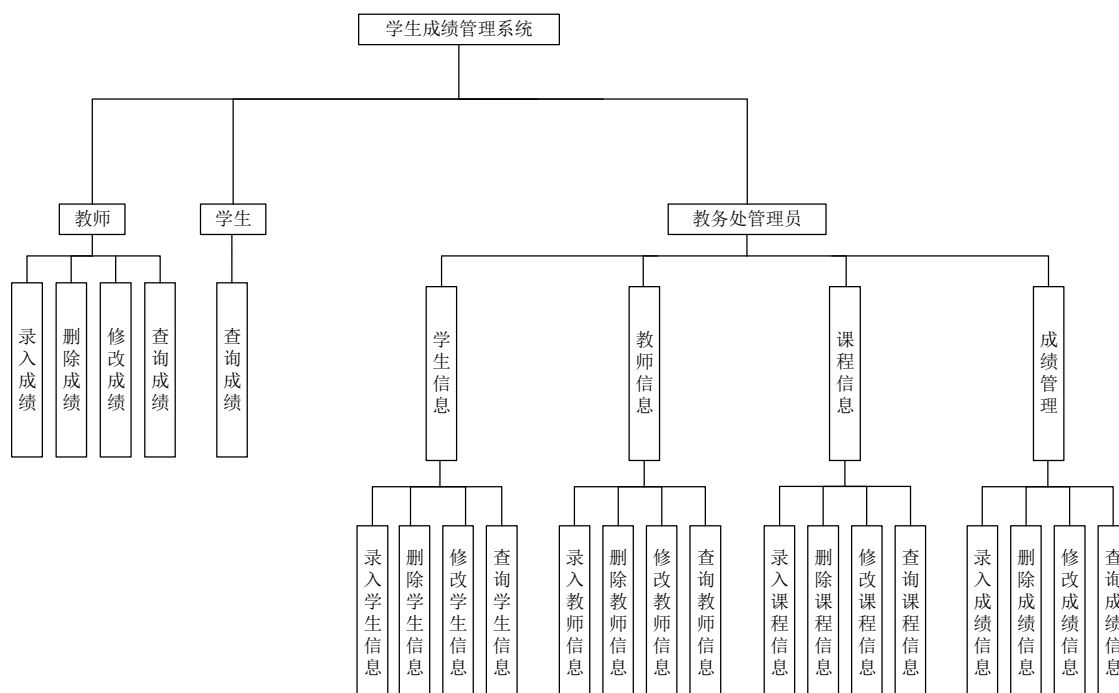 学生成绩管理系统
教师
学生
教务处管理员
录入成绩
删除成绩
修改成绩
查询成绩
查询成绩
学生信息
教师信息
课程信息
成绩管理
录入学生信息
删除学生信息
修改学生信息
查询学生信息
录入教师信息
删除教师信息
修改教师信息
查询教师信息
录入课程信息
删除课程信息
修改课程信息
查询课程信息
录入成绩信息
删除成绩信息
修改成绩信息
查询成绩信息